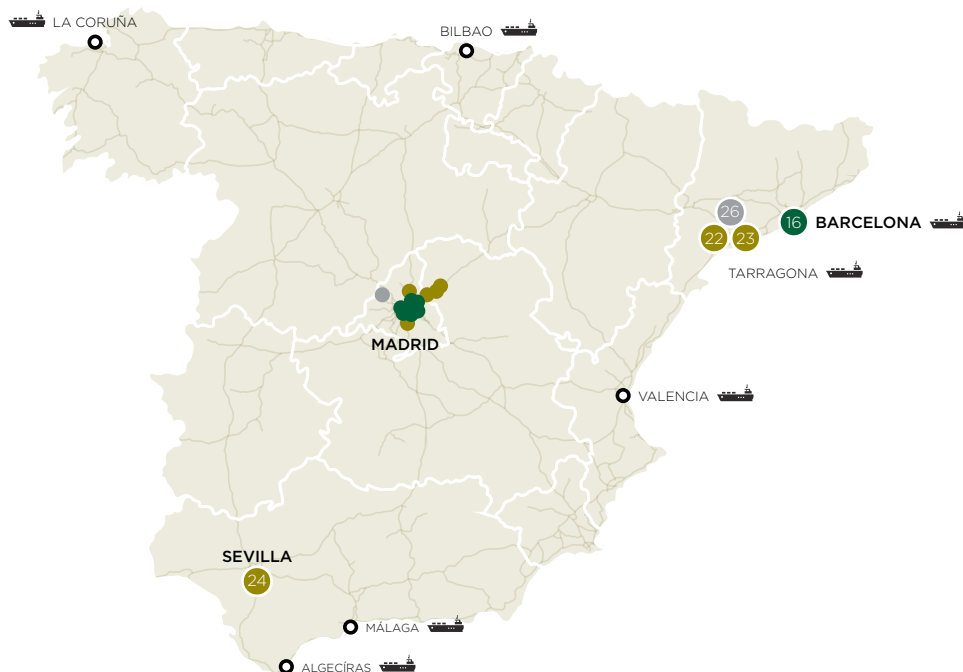 LA CORUÑA
BILBAO
26
16 BARCELONA
22 23
TARRAGONA
MADRID
VALENCIA
SEVILLA
24
MÁLAGA
ALGECÍRAS